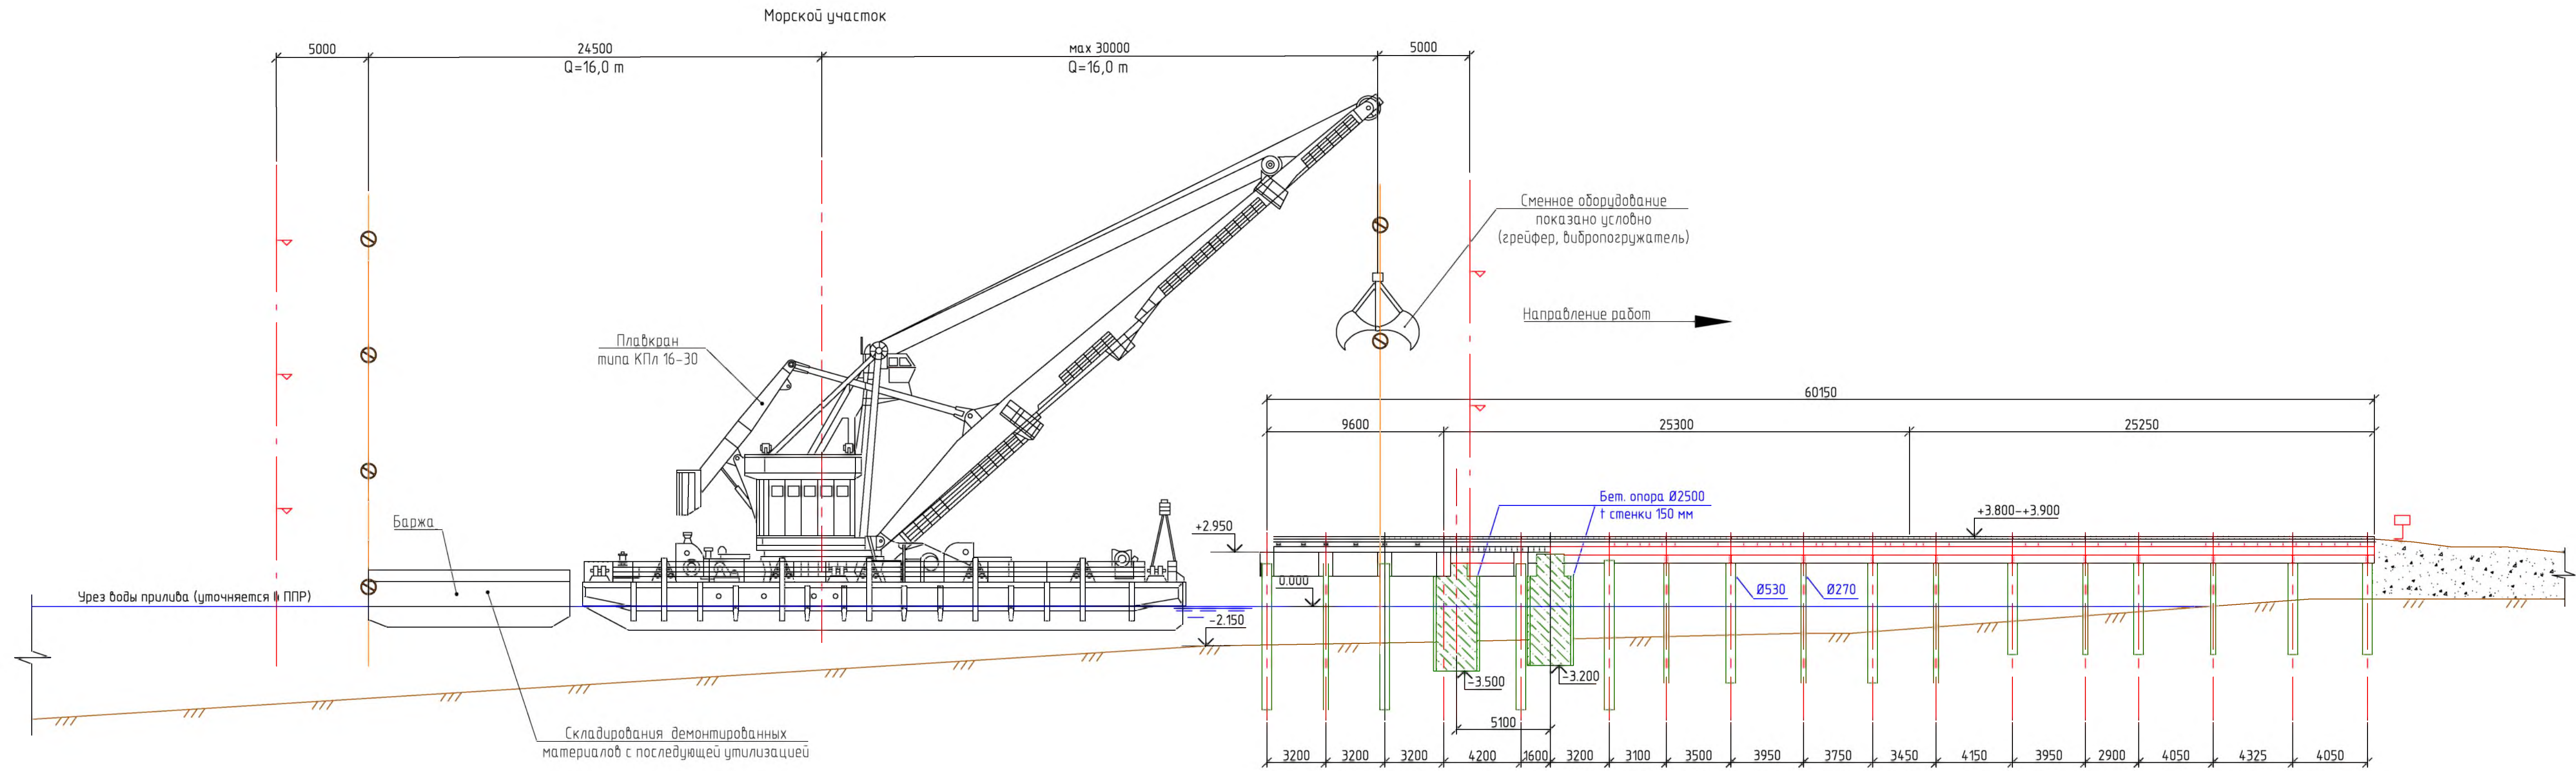 Морской участок
5000
24500
Q=16,0 т
max 30000
Q=16,0 т
5000
Сменное оборудование
показано условно
(грейфер, вибропогружатель)
Направление работ
Плавкран
типа КПл 16-30
60150
9600
25300
25250
Бет. опора Ø2500
t стенки 150 мм
+2.950
+3.800-+3.900
Баржа
0.000
Ø530
Ø270
Урез воды прилива (уточняется в ППР)
-2.150
-3.500
-3.200
5100
Складирования демонтированных
материалов с последующей утилизацией
3200
3200
3200
4200
1600
3200
3100
3500
3950
3750
3450
4150
3950
2900
4050
4325
4050